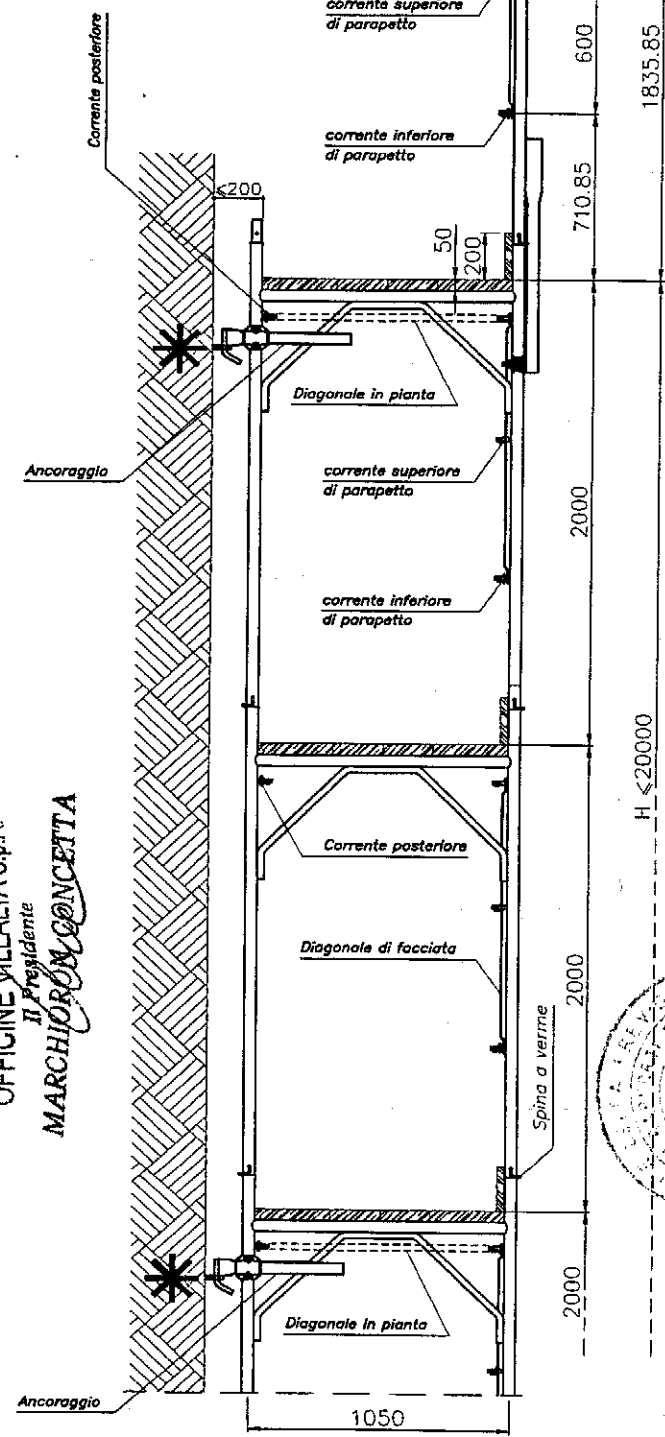 corrente superiore
di parapetto
Corrente posteriore
600
1835.85
corrente inferiore
di parapetto
710.85
≤200
50
200
Diagonale in pianta
Ancoraggio
corrente superiore
di parapetto
2000
corrente inferiore
di parapetto
H ≤20000
OFFICINE VILLALTA S.p.A.
Il Presidente
MARCHIORON CONCETTA
Corrente posteriore
Diagonale di facciata
2000
Spina a verme
2000
Diagonale In pianta
Ancoraggio
1050